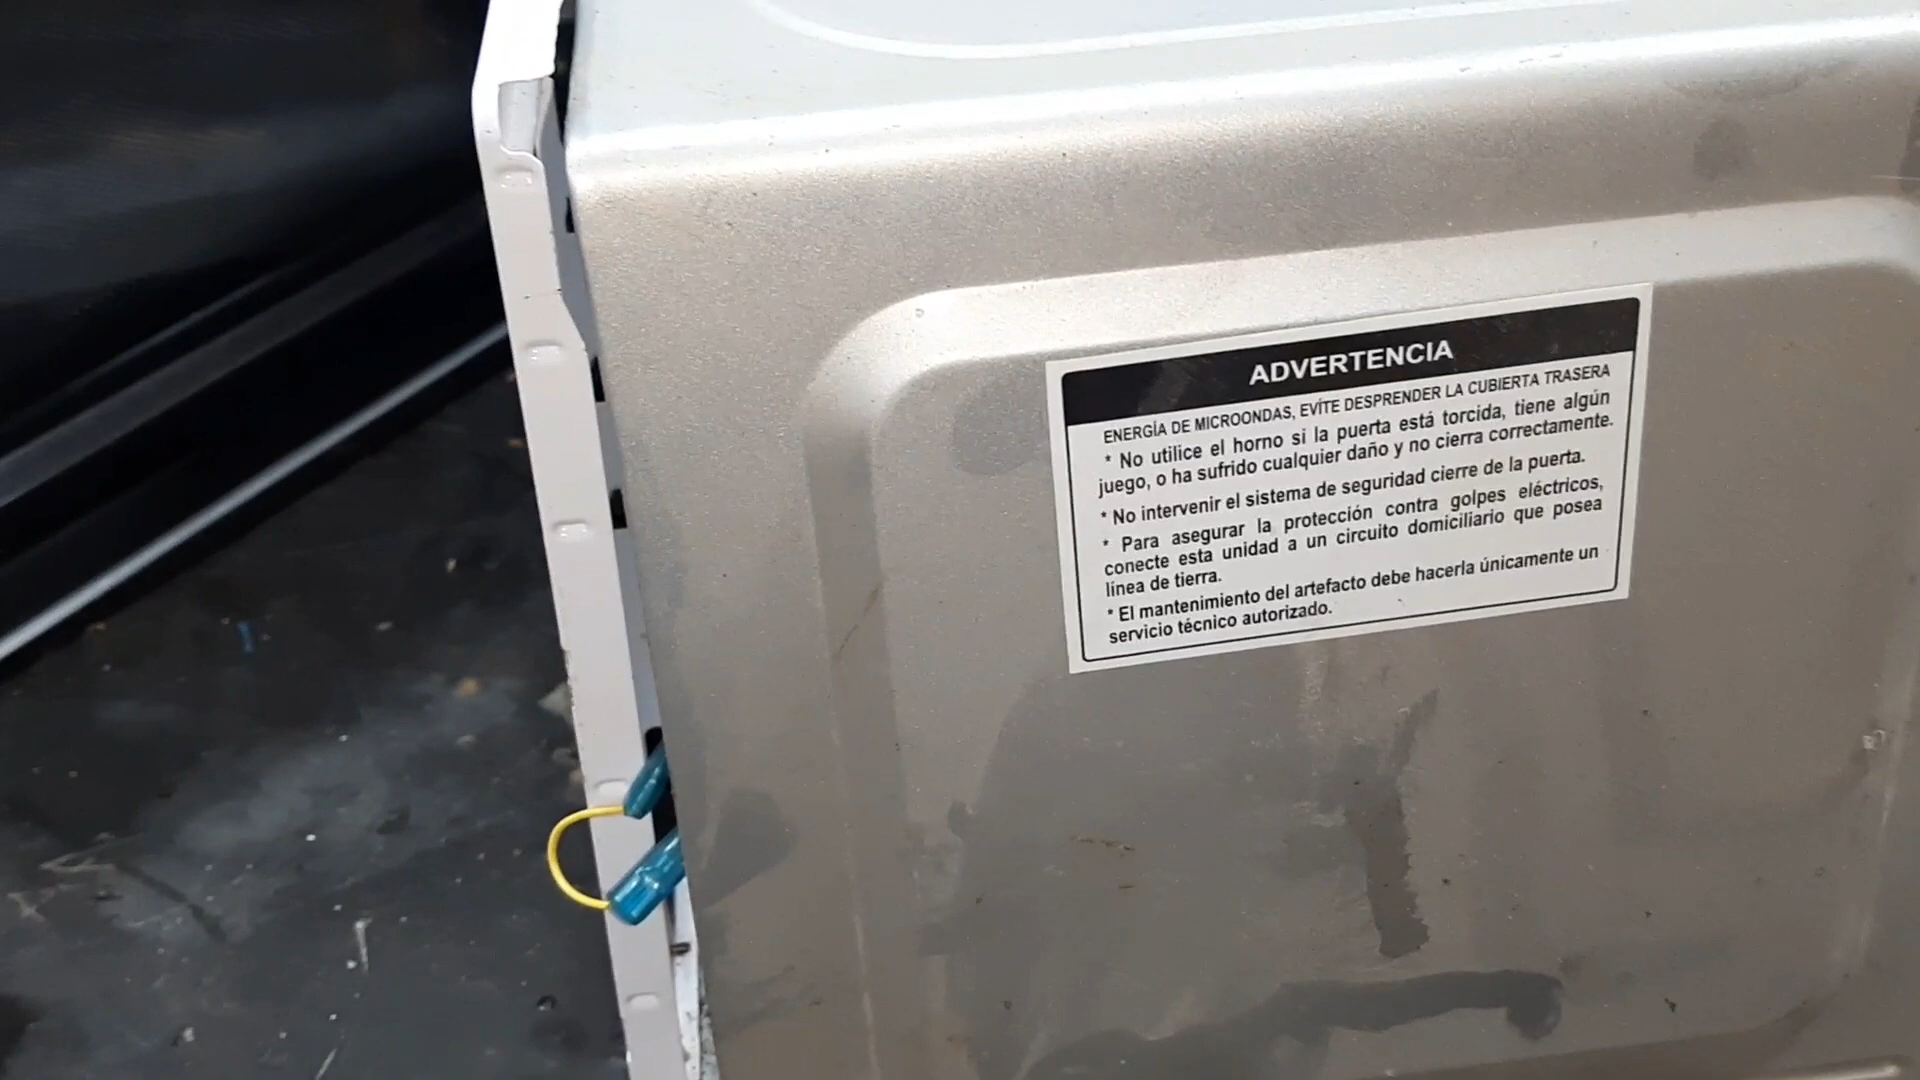 ADVERTENCIA
ENERGÍA DE MICROONDAS, EVÍTE DESPRENDER LA CUBIERTA TRASERA
* No utilice el horno si la puerta está torcida, tiene algún
juego, o ha sufrido cualquier daño y no cierra correctamente.
* No intervenir el sistema de seguridad cierre de la puerta.
* Para asegurar la protección contra golpes eléctricos,
conecte esta unidad a un circuito domiciliario que posea
línea de tierra.
* El mantenimiento del artefacto debe hacerla únicamente un
servicio técnico autorizado.